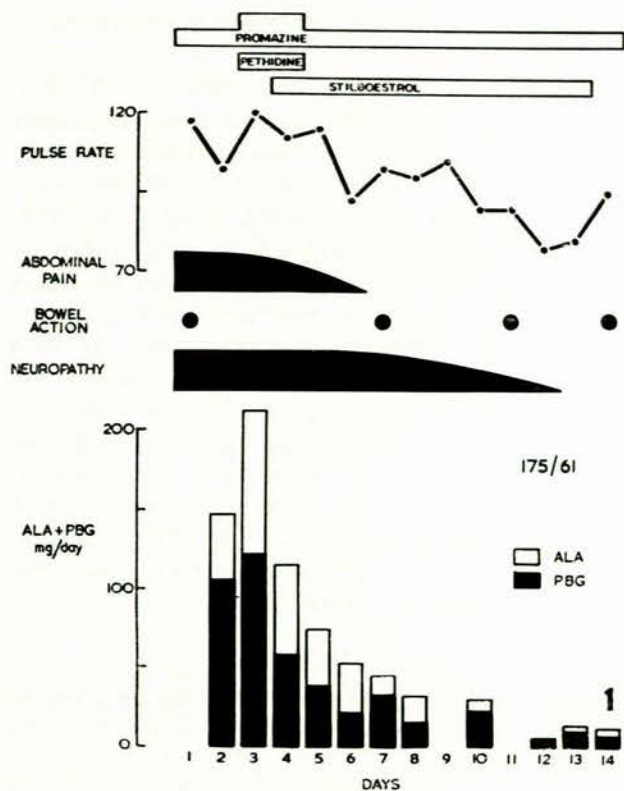 PROMAZINE
PETHIDINE
STILBOESTROL
120
PULSE RATE
70
ABDOMINAL
PAIN
BOWEL
ACTION
NEUROPATHY
200
175/61
ALA+PBG
mg/day
ALA
PBG
100
1
0
1 2 3 4 5 6 7 8 9 10 11 12 13 14
DAYS